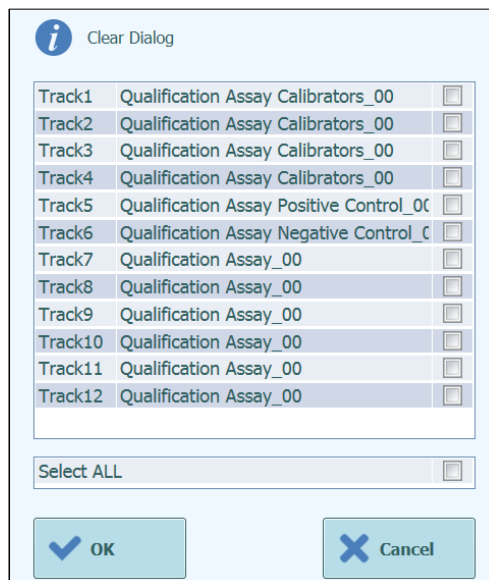 Clear Dialog
Track1 Qualification Assay Calibrators_00
Track2 Qualification Assay Calibrators_00
Track3 Qualification Assay Calibrators_00
Track4 Qualification Assay Calibrators_00
Track5 Qualification Assay Positive Control_00
Track6 Qualification Assay Negative Control_0
Track7 Qualification Assay_00
Track8 Qualification Assay_00
Track9 Qualification Assay_00
Track10 Qualification Assay_00
Track11 Qualification Assay_00
Track12 Qualification Assay_00
Select ALL
OK Cancel